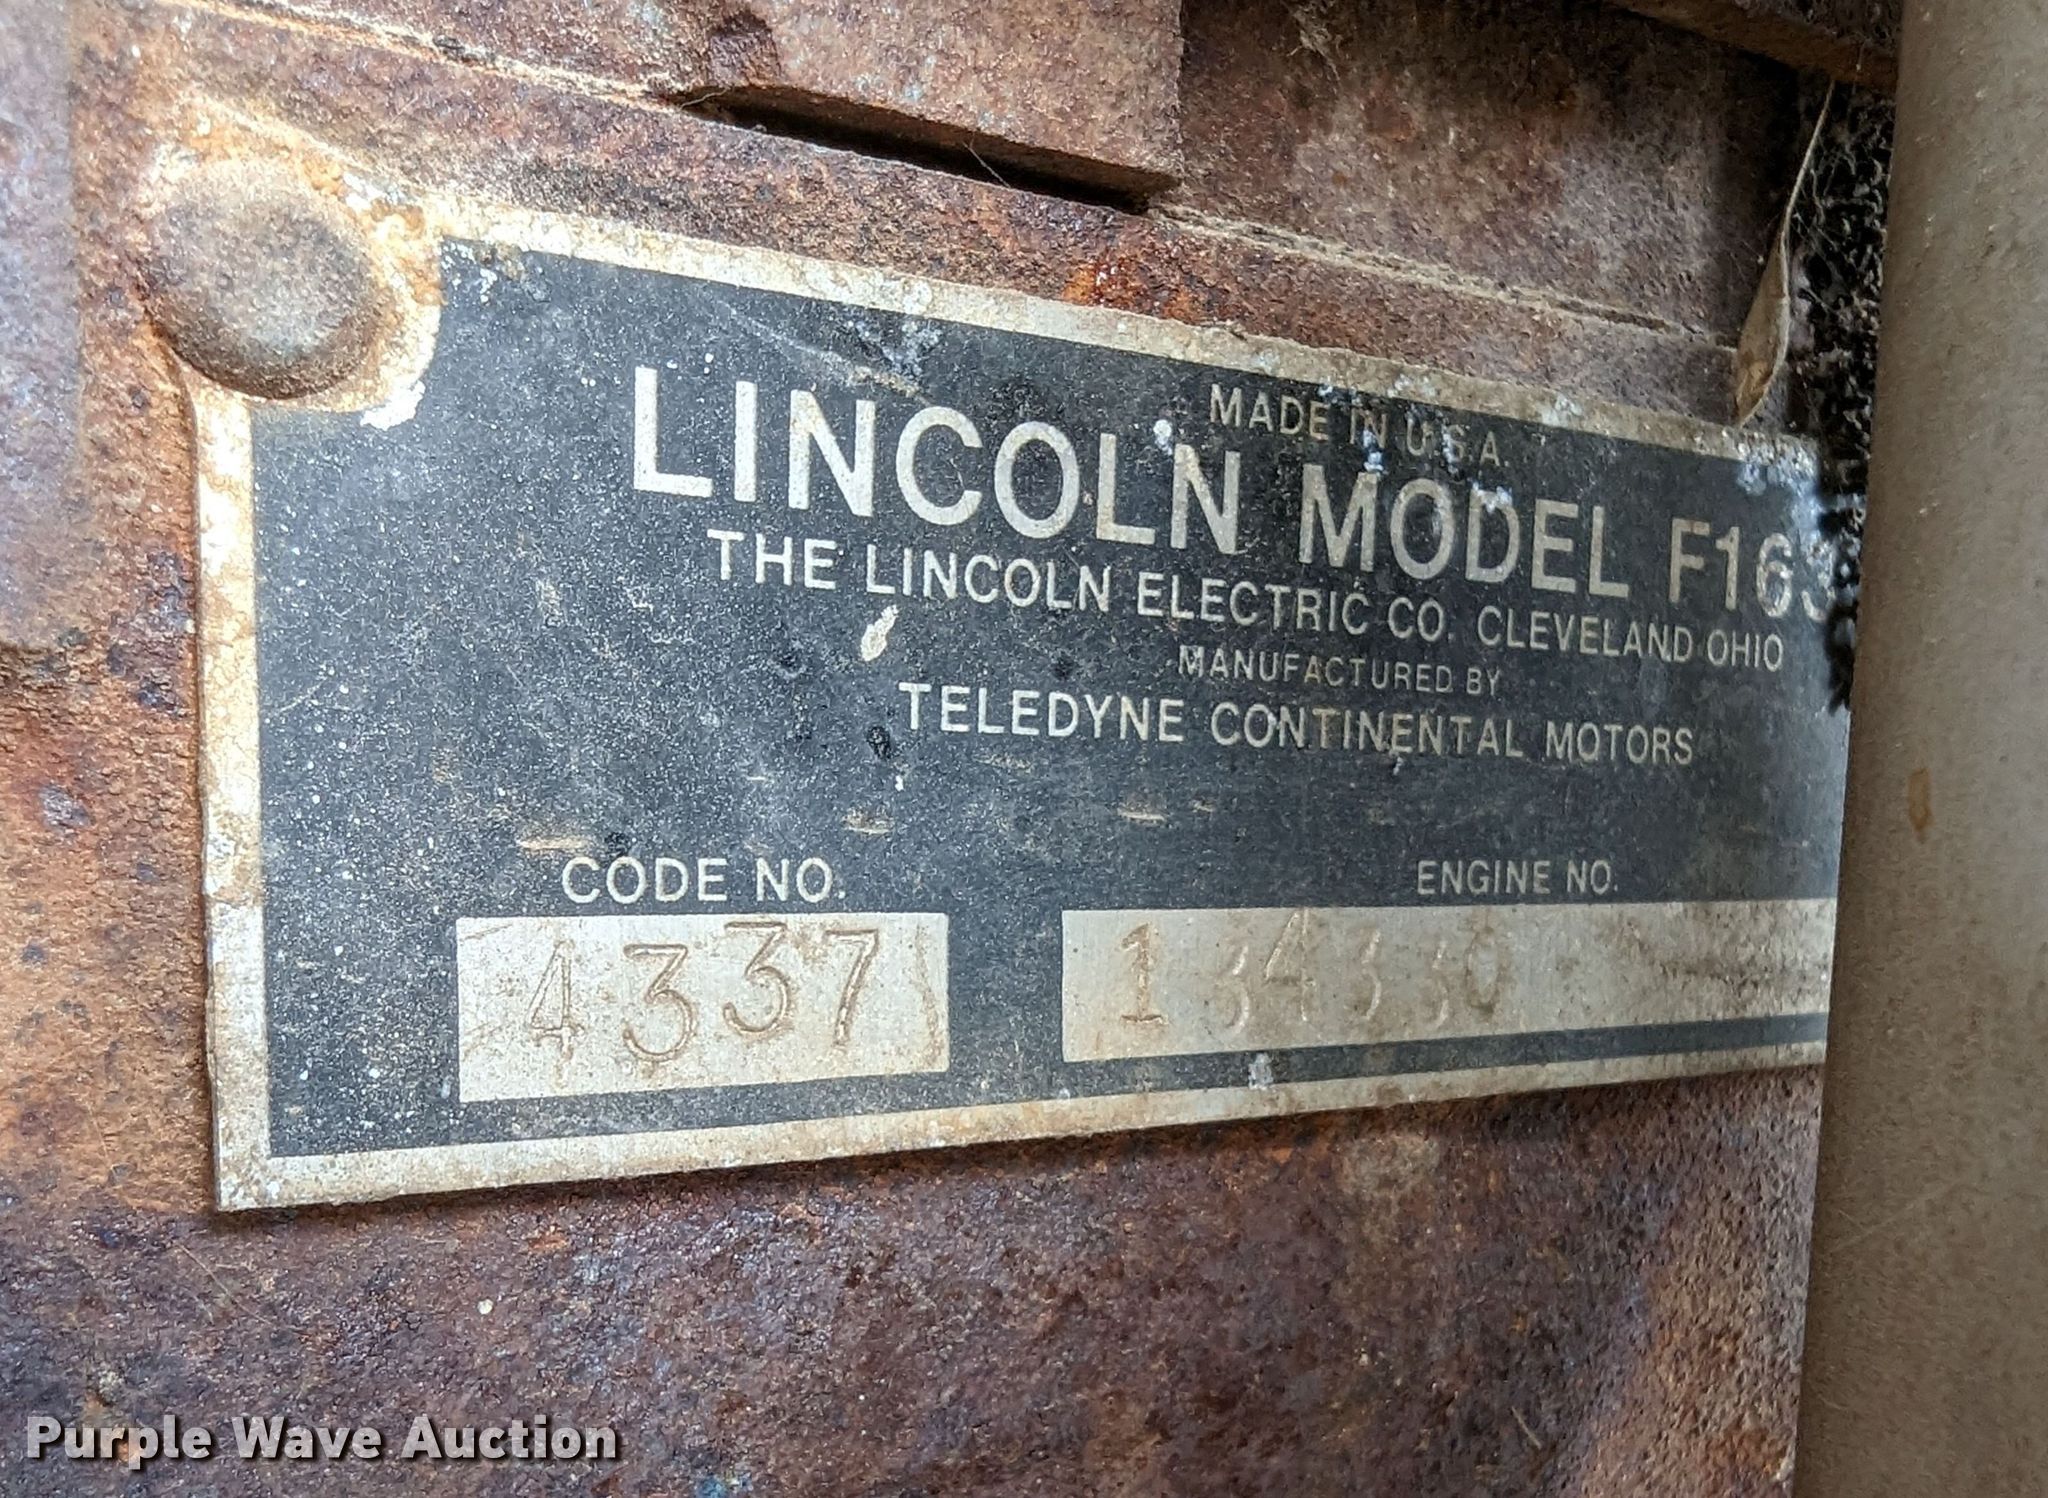 MADE IN U.S.A.
LINCOLN MODEL F163
THE LINCOLN ELECTRIC CO. CLEVELAND OHIO
MANUFACTURED BY
TELEDYNE CONTINENTAL MOTORS
CODE NO. ENGINE NO.
4337 134330
Purple Wave Auction